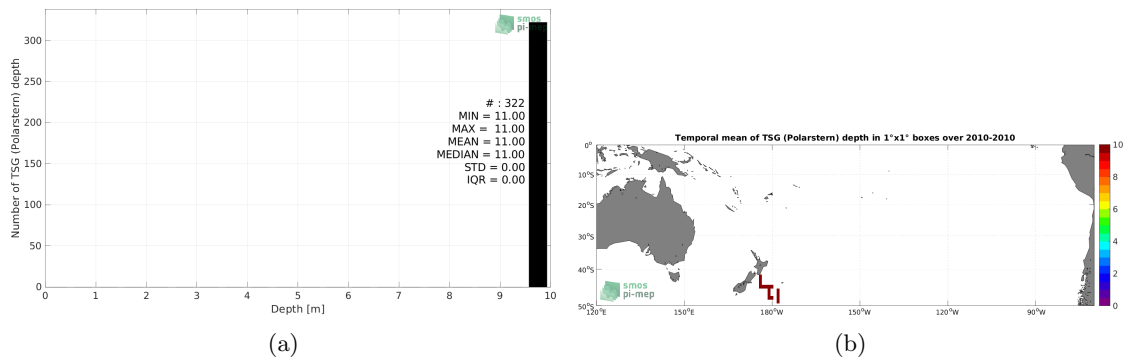 smos
pi-mep
Number of TSG (Polarstern) depth
300
250
200
150
100
50
0
# : 322
MIN = 11.00
MAX = 11.00
MEAN = 11.00
MEDIAN = 11.00
STD = 0.00
IQR = 0.00
0 1 2 3 4 5 6 7 8 9 10
Depth [m]
(a)
Temporal mean of TSG (Polarstern) depth in 1°x1° boxes over 2010-2010
0°
10°S
20°S
30°S
40°S
50°S
120°E 150°E 180°W 150°W 120°W 90°W
10
8
6
4
2
0
smos
pi-mep
(b)